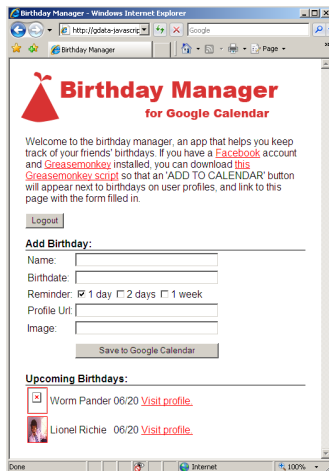 Birthday Manager - Windows Internet Explorer
http://gdata-javascrip
Google
Birthday Manager
Page
Birthday Manager
for Google Calendar
Welcome to the birthday manager, an app that helps you keep
track of your friends' birthdays. If you have a Facebook account
and Greasemonkey installed, you can download this
Greasemonkey script so that an 'ADD TO CALENDAR' button
will appear next to birthdays on user profiles, and link to this
page with the form filled in.
Logout
Add Birthday:
Name:
Birthdate:
Reminder: 1 day 2 days 1 week
Profile Url:
Image:
Save to Google Calendar
Upcoming Birthdays:
Worm Pander 06/20 Visit profile.
Lionel Richie 06/20 Visit profile.
Done Internet 100%